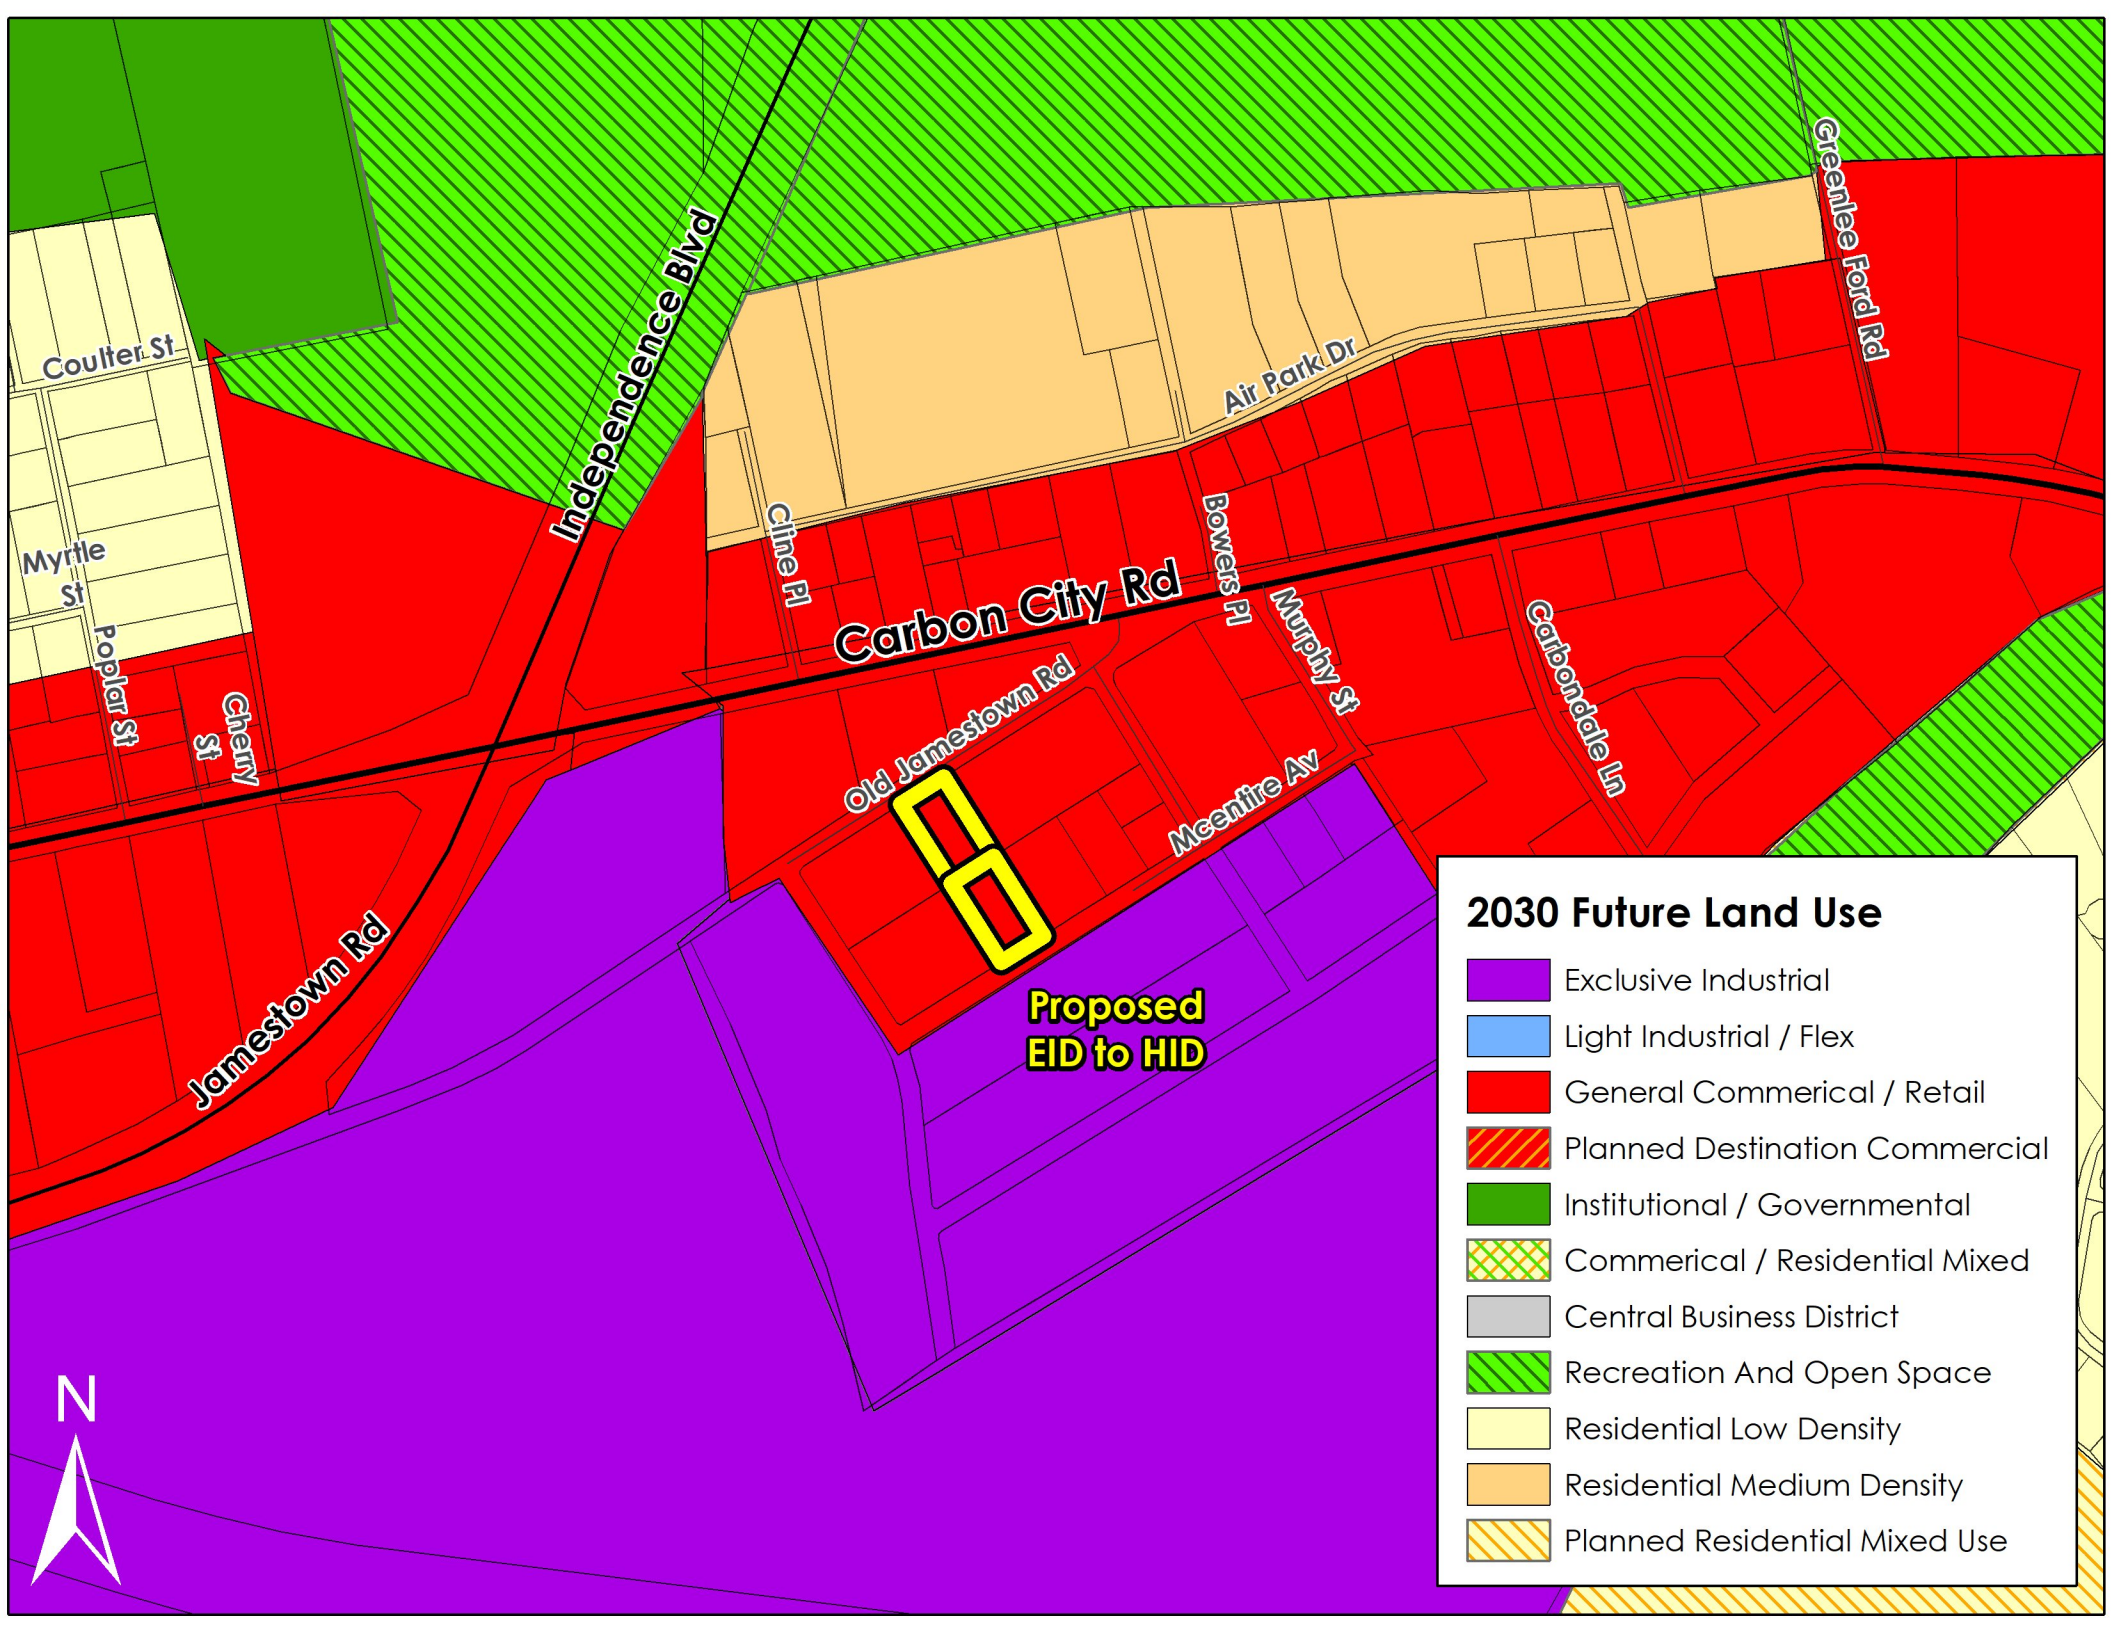 Greenlee Ford Rd
Independence Blvd
Coulter St
Air Park Dr
Myrtle
St
Cline Pl
Bowers Pl
Carbon City Rd
Murphy St
Carbondale Ln
Poplar St
Cherry
St
Old Jamestown Rd
Mcentire Av
Jamestown Rd
Proposed
EID to HID
N
2030 Future Land Use
Exclusive Industrial
Light Industrial / Flex
General Commerical / Retail
Planned Destination Commercial
Institutional / Governmental
Commerical / Residential Mixed
Central Business District
Recreation And Open Space
Residential Low Density
Residential Medium Density
Planned Residential Mixed Use